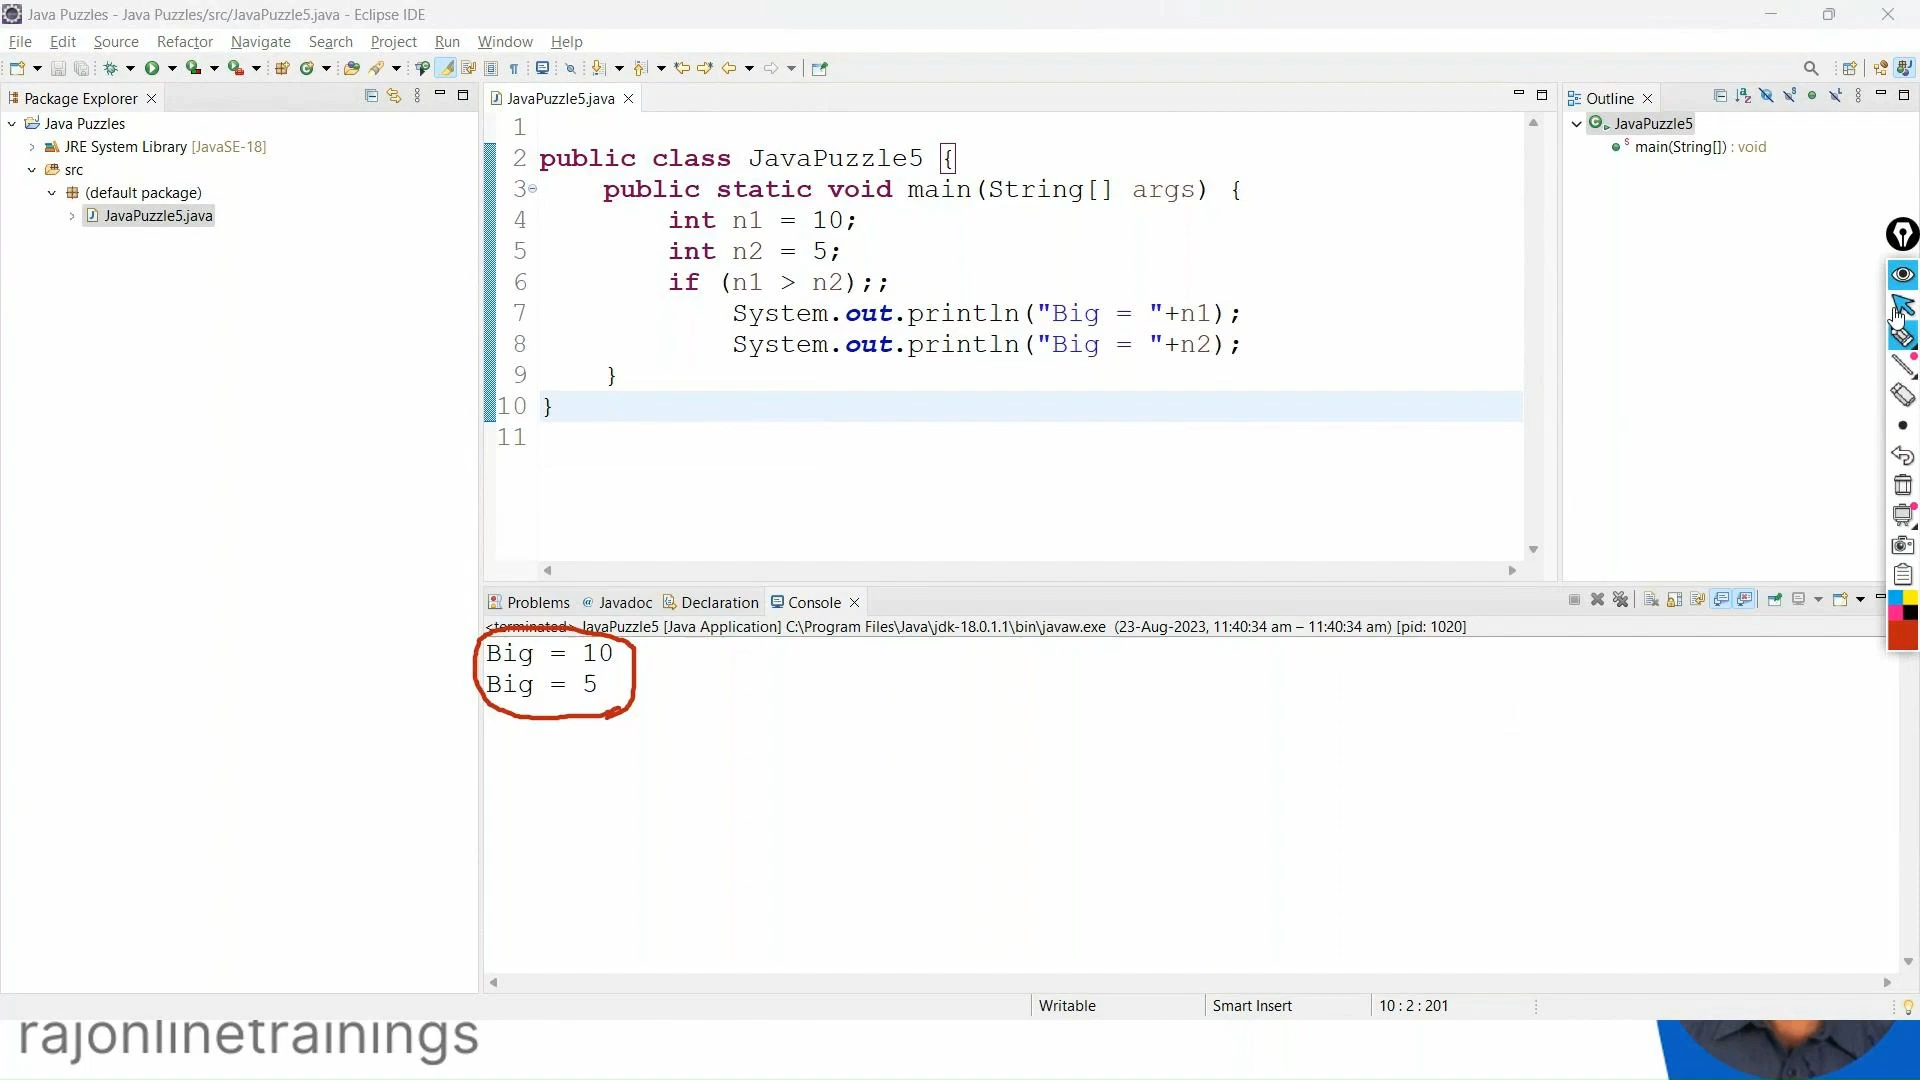 Java Puzzles - Java Puzzles/src/JavaPuzzle5.java - Eclipse IDE
File Edit Source Refactor Navigate Search Project Run Window Help
Package Explorer
Java Puzzles
JRE System Library [JavaSE-18]
src
(default package)
JavaPuzzle5.java
JavaPuzzle5.java
1
2 public class JavaPuzzle5 {
3 public static void main(String[] args) {
4 int n1 = 10;
5 int n2 = 5;
6 if (n1 > n2);;
7 System.out.println("Big = "+n1);
8 System.out.println("Big = "+n2);
9 }
10 }
11
Outline
JavaPuzzle5
main(String[]) : void
Problems @ Javadoc Declaration Console
<terminated> JavaPuzzle5 [Java Application] C:\Program Files\Java\jdk-18.0.1.1\bin\javaw.exe (23-Aug-2023, 11:40:34 am – 11:40:34 am) [pid: 1020]
Big = 10
Big = 5
Writable Smart Insert 10 : 2 : 201
rajonlinetrainings